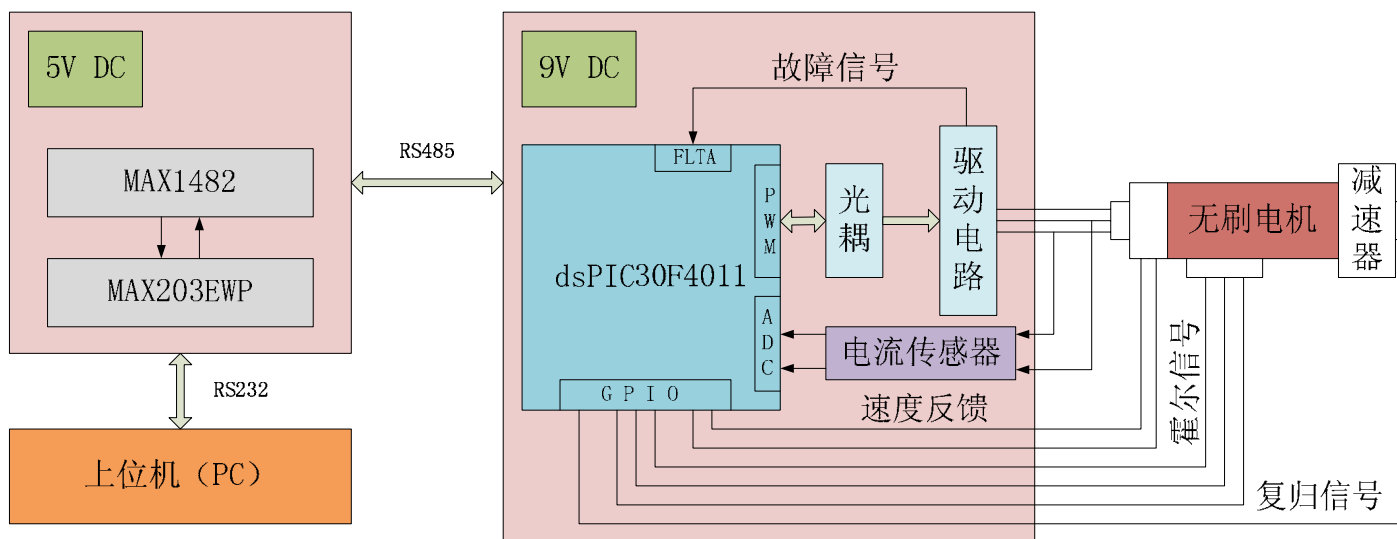 5V DC
MAX1482
MAX203EWP
RS232
上位机（PC）
RS485
9V DC
故障信号
FLTA
dsPIC30F4011
PWM
ADC
GPIO
光耦
驱动电路
电流传感器
速度反馈
无刷电机
减速器
霍尔信号
复归信号